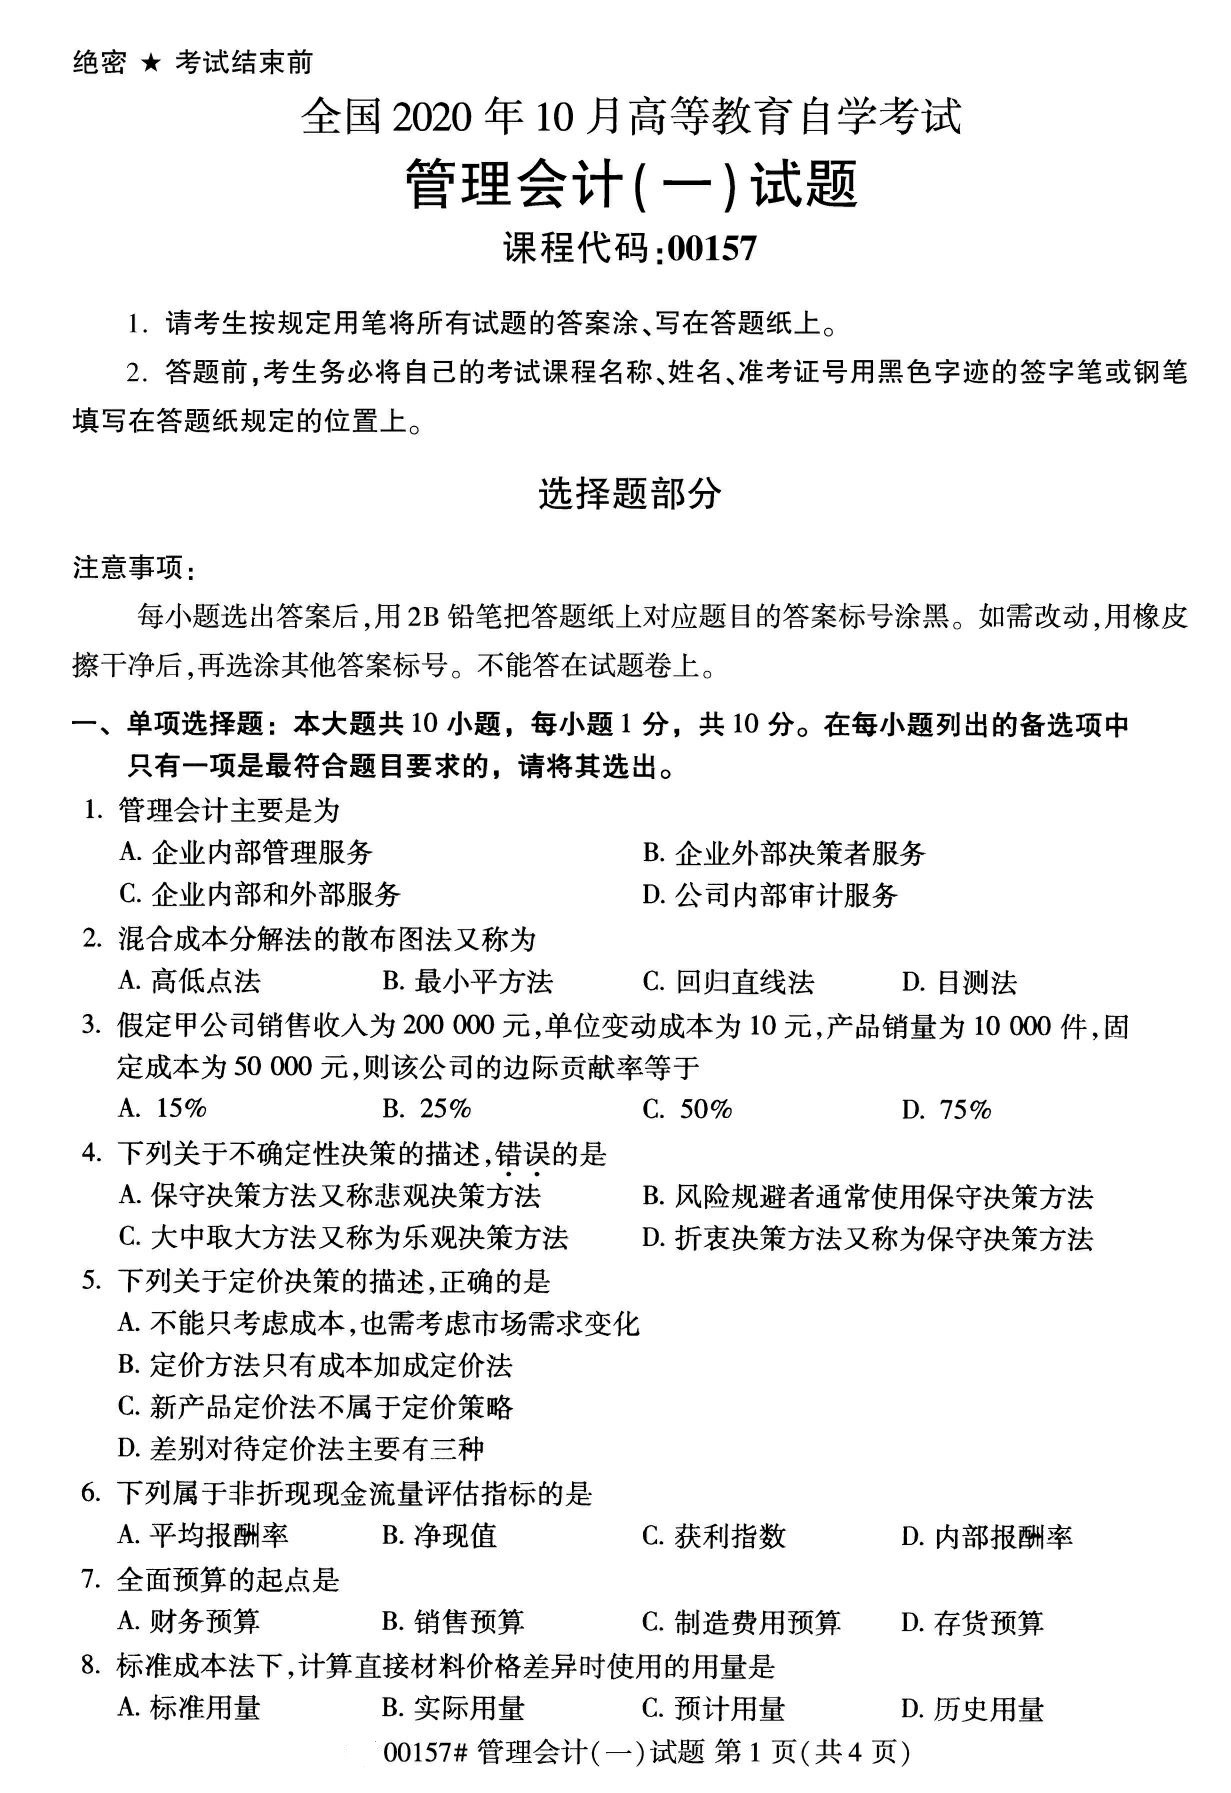 绝密 ★ 考试结束前
全国 2020 年 10 月高等教育自学考试
管理会计(一)试题
课程代码:00157
1. 请考生按规定用笔将所有试题的答案涂、写在答题纸上。
2. 答题前,考生务必将自己的考试课程名称、姓名、准考证号用黑色字迹的签字笔或钢笔
填写在答题纸规定的位置上。
选择题部分
注意事项:
每小题选出答案后,用 2B 铅笔把答题纸上对应题目的答案标号涂黑。如需改动,用橡皮
擦干净后,再选涂其他答案标号。不能答在试题卷上。
一、单项选择题：本大题共 10 小题，每小题 1 分，共 10 分。在每小题列出的备选项中
只有一项是最符合题目要求的，请将其选出。
1. 管理会计主要是为
A. 企业内部管理服务 B. 企业外部决策者服务
C. 企业内部和外部服务 D. 公司内部审计服务
2. 混合成本分解法的散布图法又称为
A. 高低点法 B. 最小平方法 C. 回归直线法 D. 目测法
3. 假定甲公司销售收入为 200 000 元,单位变动成本为 10 元,产品销量为 10 000 件,固
定成本为 50 000 元,则该公司的边际贡献率等于
A. 15% B. 25% C. 50% D. 75%
4. 下列关于不确定性决策的描述,错误的是
A. 保守决策方法又称悲观决策方法 B. 风险规避者通常使用保守决策方法
C. 大中取大方法又称为乐观决策方法 D. 折衷决策方法又称为保守决策方法
5. 下列关于定价决策的描述,正确的是
A. 不能只考虑成本,也需考虑市场需求变化
B. 定价方法只有成本加成定价法
C. 新产品定价法不属于定价策略
D. 差别对待定价法主要有三种
6. 下列属于非折现现金流量评估指标的是
A. 平均报酬率 B. 净现值 C. 获利指数 D. 内部报酬率
7. 全面预算的起点是
A. 财务预算 B. 销售预算 C. 制造费用预算 D. 存货预算
8. 标准成本法下,计算直接材料价格差异时使用的用量是
A. 标准用量 B. 实际用量 C. 预计用量 D. 历史用量
00157# 管理会计(一)试题 第 1 页(共 4 页)